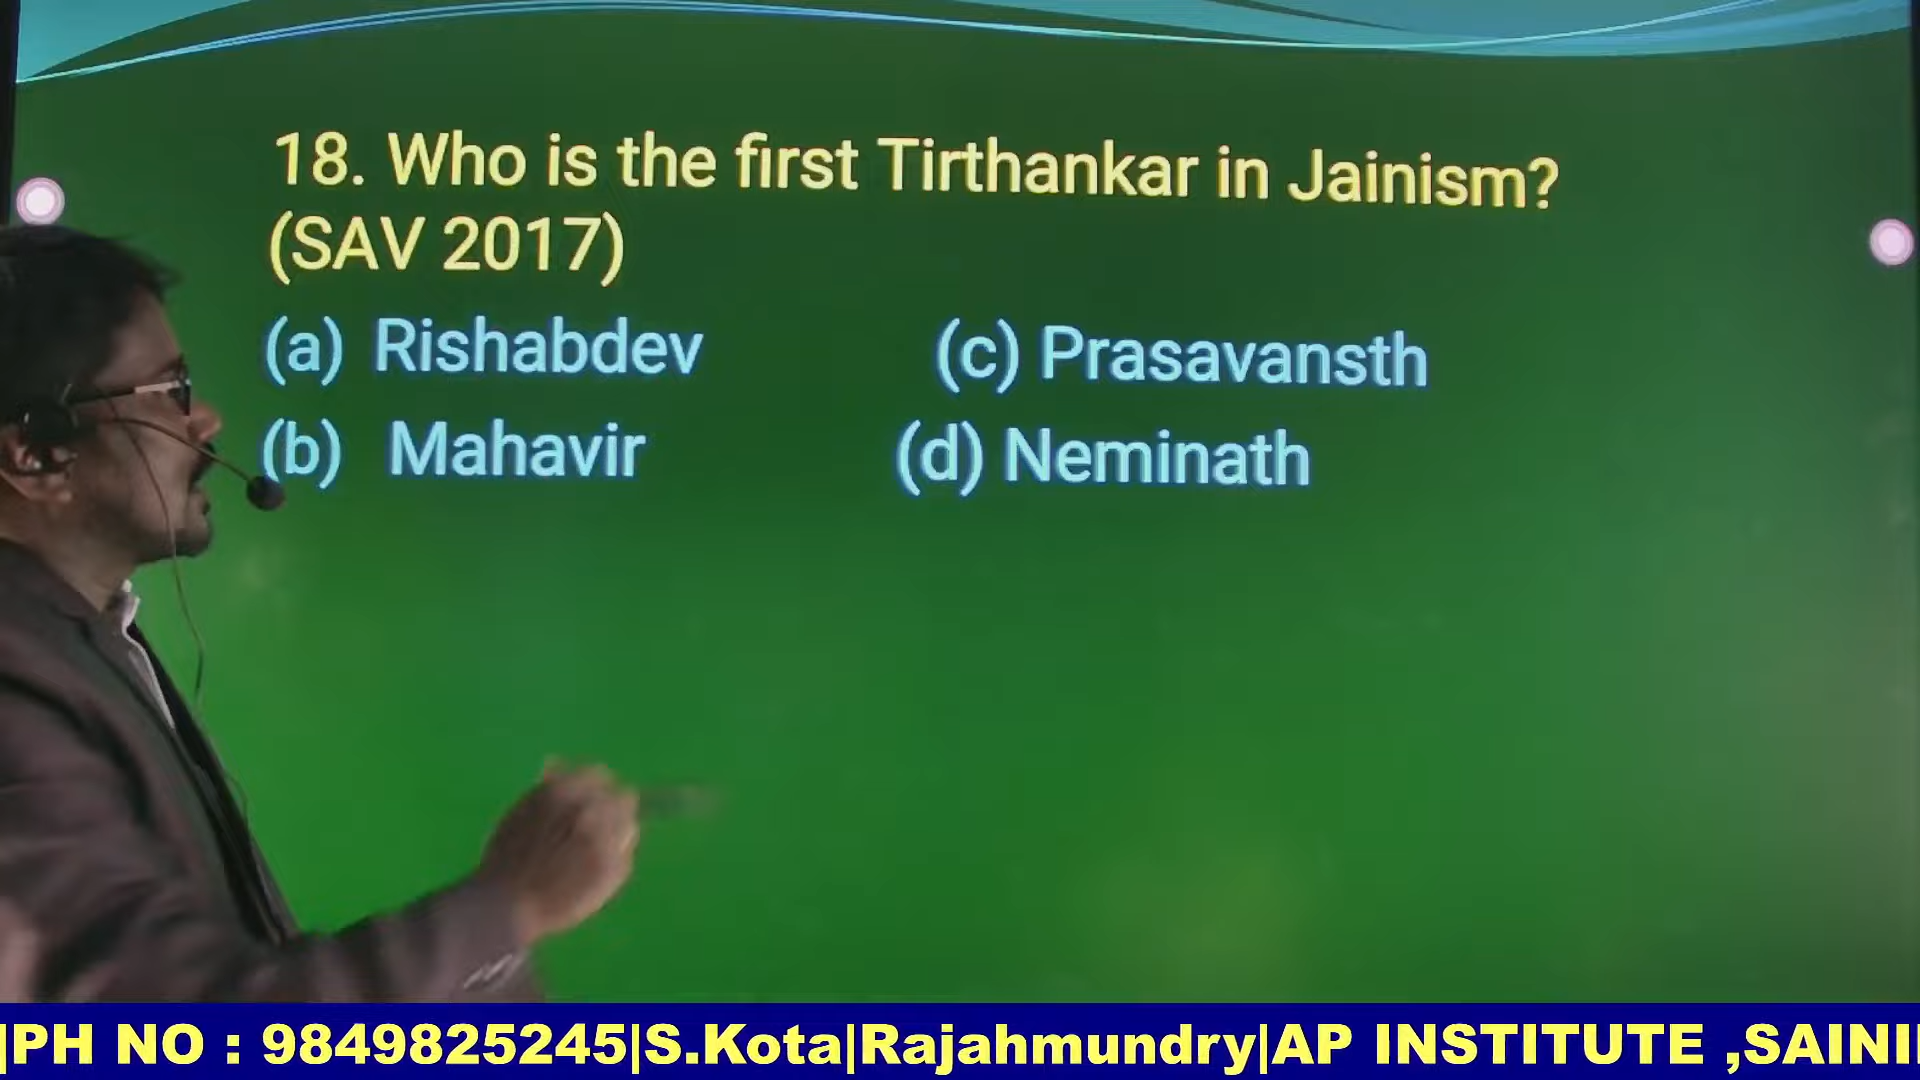 18. Who is the first Tirthankar in Jainism?
(SAV 2017)
(a) Rishabdev (c) Prasavansth
(b) Mahavir (d) Neminath
|PH NO : 9849825245|S.Kota|Rajahmundry|AP INSTITUTE ,SAINI